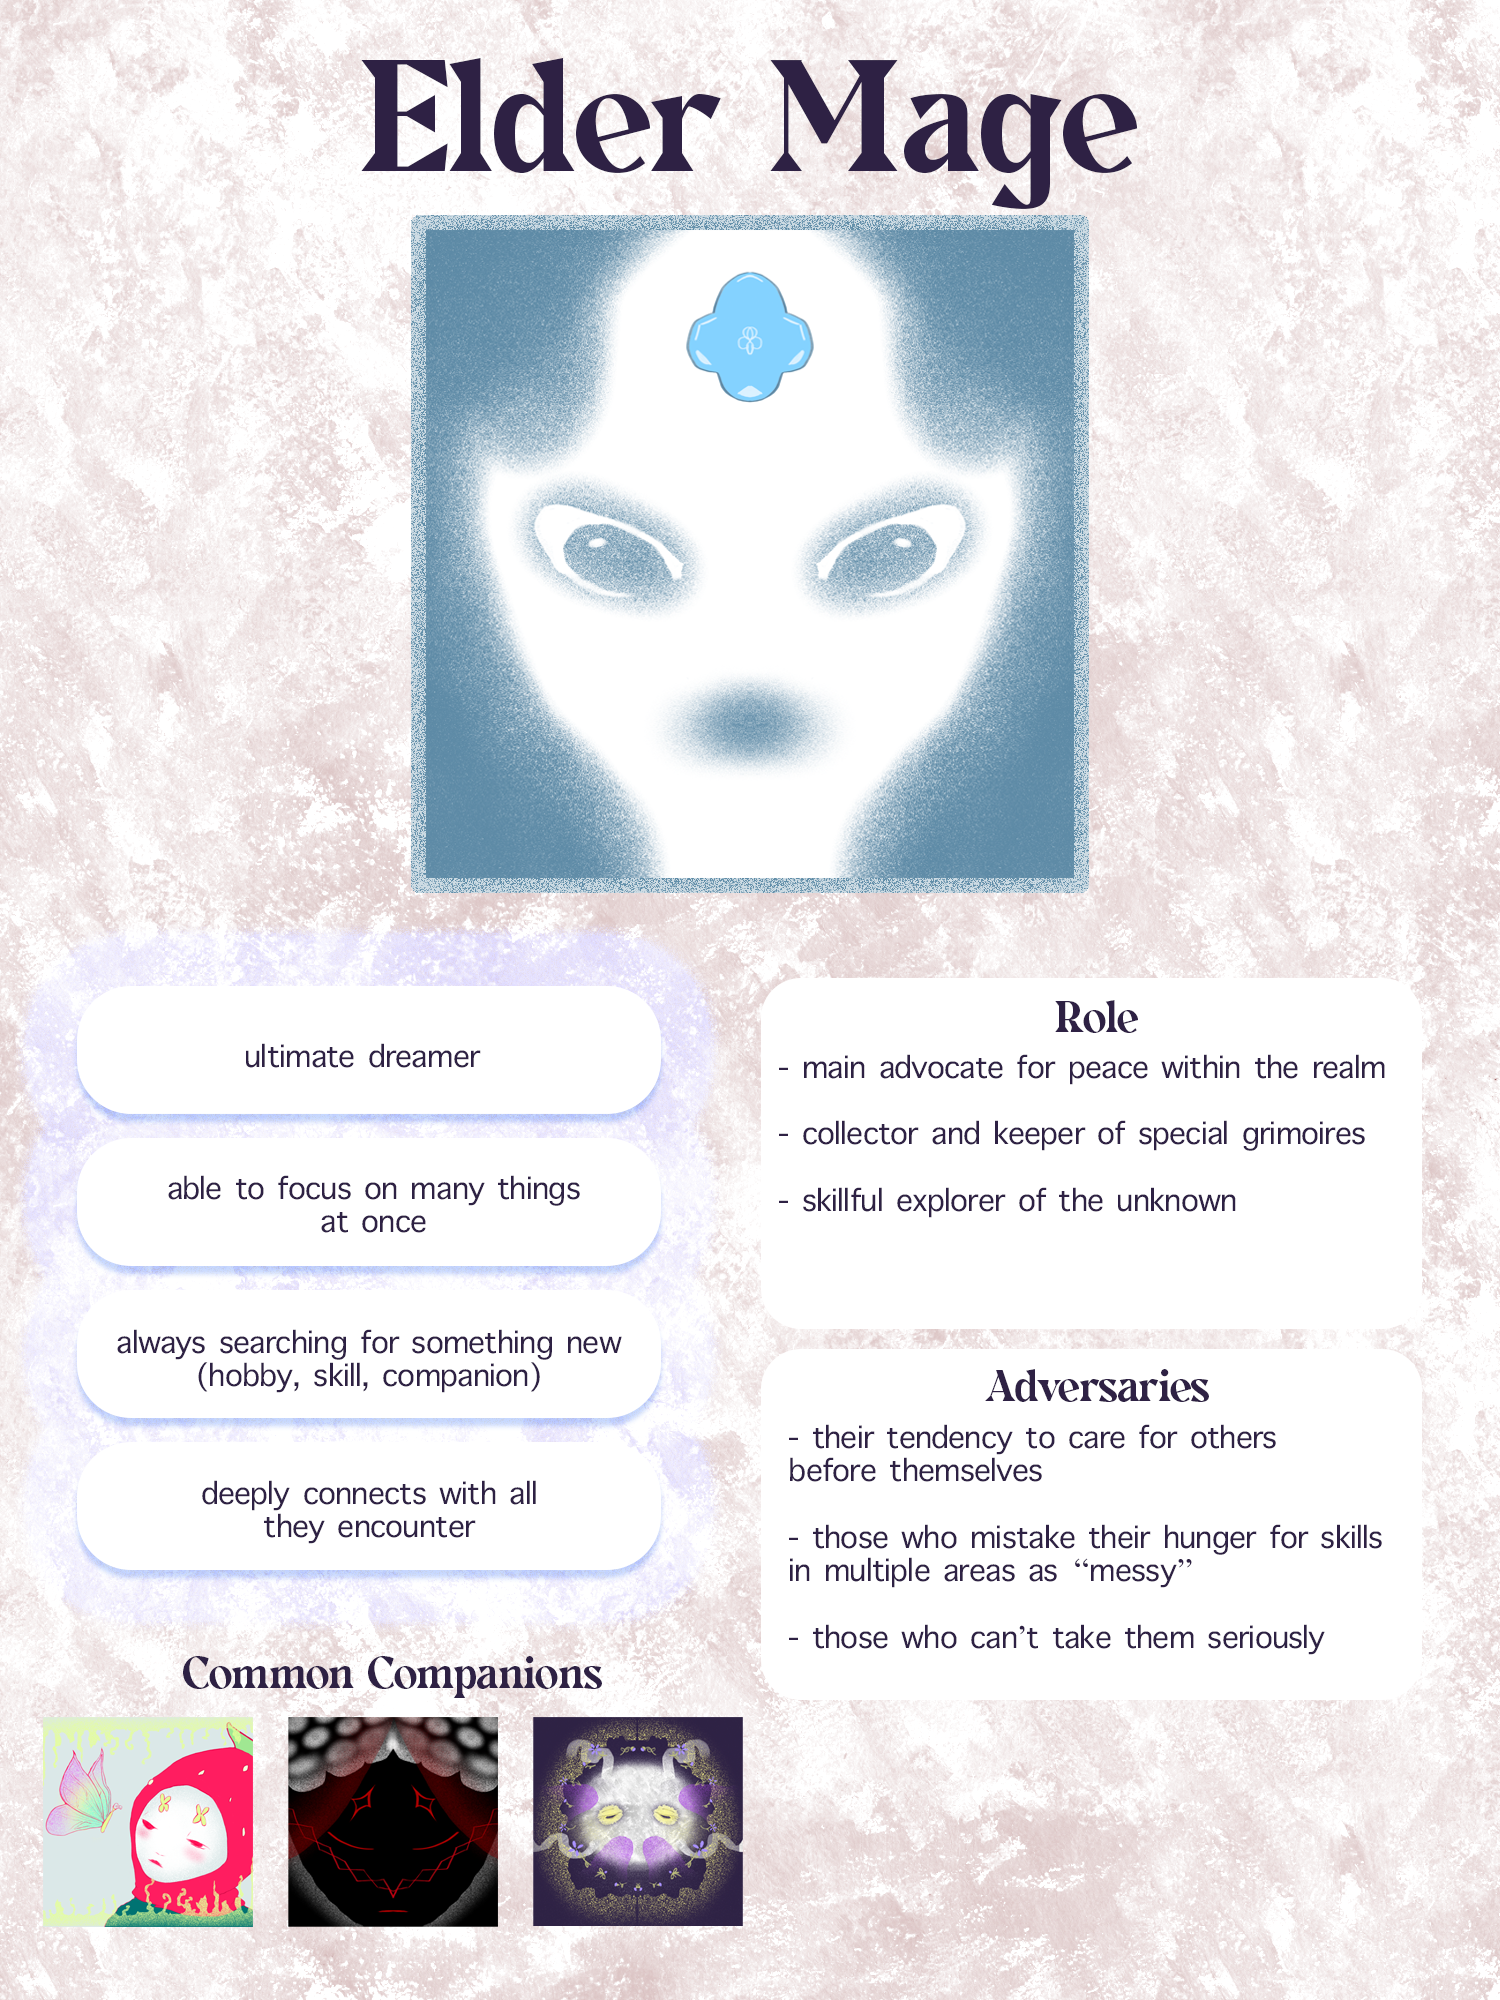 Elder Mage
ultimate dreamer
able to focus on many things
at once
always searching for something new
(hobby, skill, companion)
deeply connects with all
they encounter
Role
- main advocate for peace within the realm
- collector and keeper of special grimoires
- skillful explorer of the unknown
Adversaries
- their tendency to care for others
before themselves
- those who mistake their hunger for skills
in multiple areas as “messy”
- those who can’t take them seriously
Common Companions